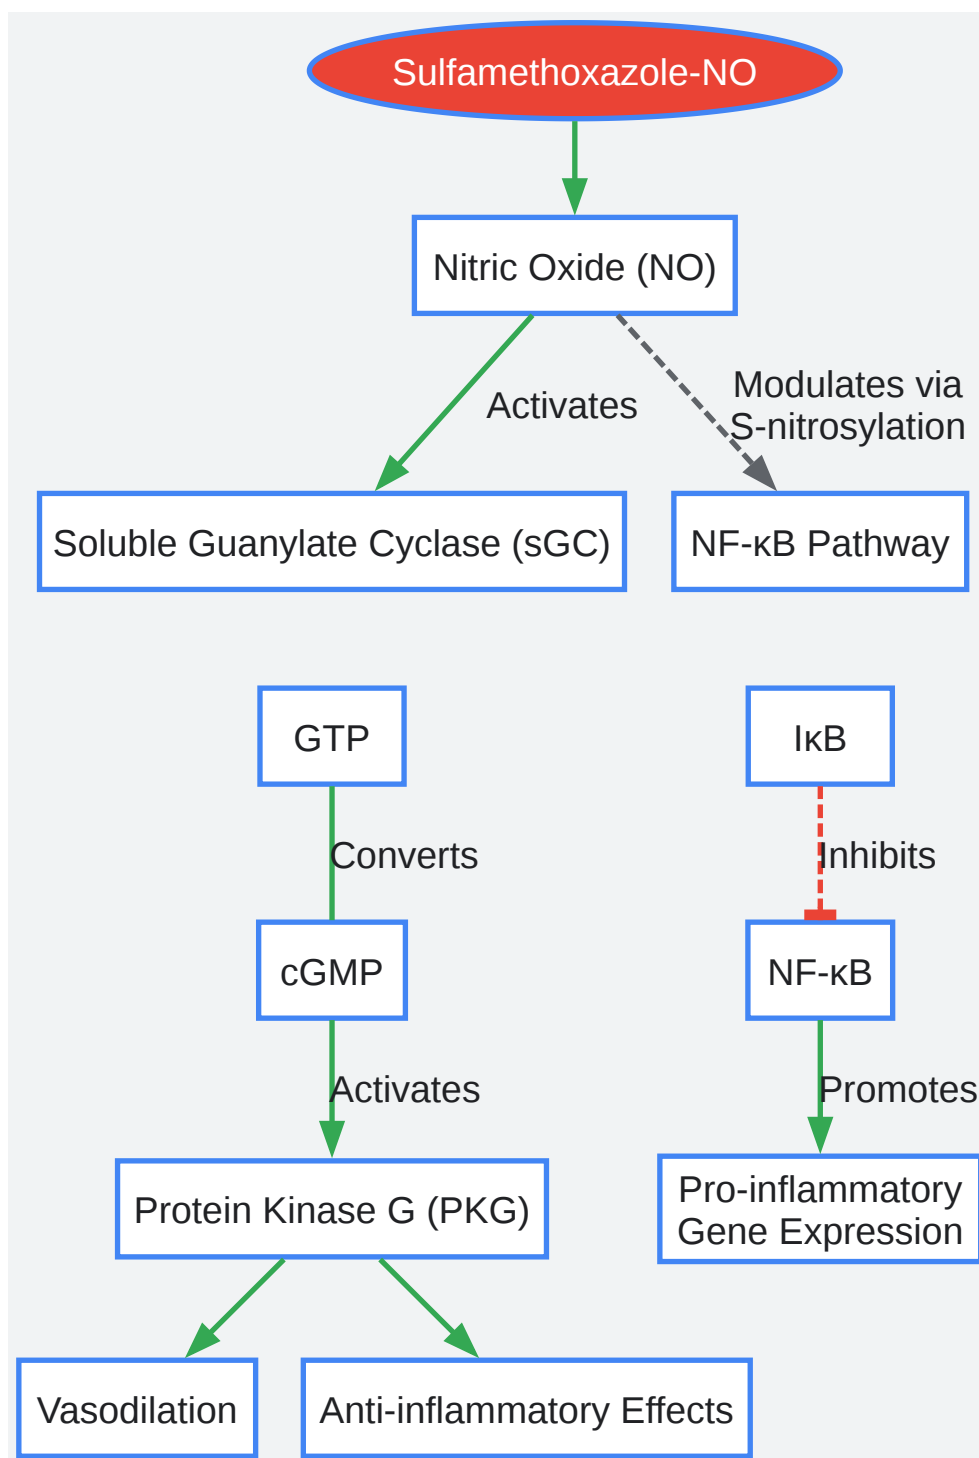 Sulfamethoxazole-NO
Nitric Oxide (NO)
Activates
Modulates via
S-nitrosylation
Soluble Guanylate Cyclase (sGC)
NF-κB Pathway
GTP
IκB
Converts
Inhibits
cGMP
NF-κB
Activates
Promotes
Protein Kinase G (PKG)
Pro-inflammatory
Gene Expression
Vasodilation
Anti-inflammatory Effects